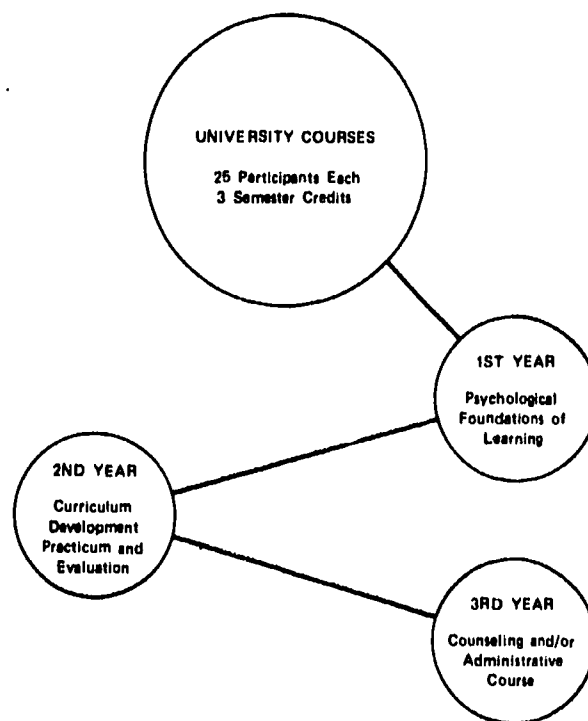 UNIVERSITY COURSES
25 Participants Each
3 Semester Credits
1ST YEAR
Psychological
Foundations of
Learning
2ND YEAR
Curriculum
Development
Practicum and
Evaluation
3RD YEAR
Counseling and/or
Administrative
Course